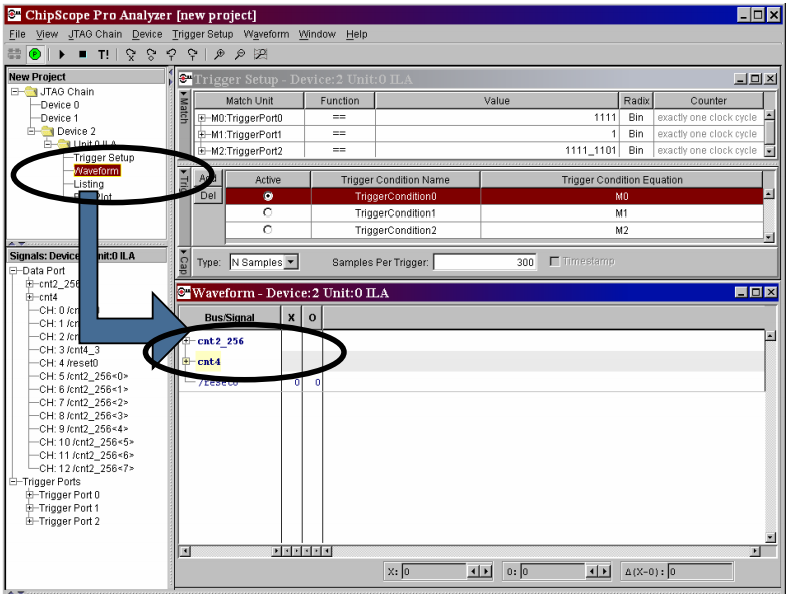 ChipScope Pro Analyzer [new project]
File View JTAG Chain Device Trigger Setup Waveform Window Help
T!
New Project
JTAG Chain
Device 0
Device 1
Device 2
Unit:0 ILA
Trigger Setup
Waveform
Listing
Plot
Signals: Device nit:0 ILA
Data Port
cnt2_256
cnt4
CH: 0 /cn
CH: 1 /cn
CH: 2 /cn
CH: 3 /cnt4_3
CH: 4 /reset0
CH: 5 /cnt2_256<0>
CH: 6 /cnt2_256<1>
CH: 7 /cnt2_256<2>
CH: 8 /cnt2_256<3>
CH: 9 /cnt2_256<4>
CH: 10 /cnt2_256<5>
CH: 11 /cnt2_256<6>
CH: 12 /cnt2_256<7>
Trigger Ports
Trigger Port 0
Trigger Port 1
Trigger Port 2
Trigger Setup - Device:2 Unit:0 ILA
Match
Match Unit Function Value Radix Counter
M0:TriggerPort0 == 1111 Bin exactly one clock cycle
M1:TriggerPort1 == 1 Bin exactly one clock cycle
M2:TriggerPort2 == 1111_1101 Bin exactly one clock cycle
Trig
Add Active Trigger Condition Name Trigger Condition Equation
Del TriggerCondition0 M0
TriggerCondition1 M1
TriggerCondition2 M2
Cap
Type: N Samples Samples Per Trigger: 300 Timestamp
Waveform - Device:2 Unit:0 ILA
Bus/Signal X O
cnt2_256
cnt4
/reset0 0 0
X: 0 O: 0 Δ(X-O): 0